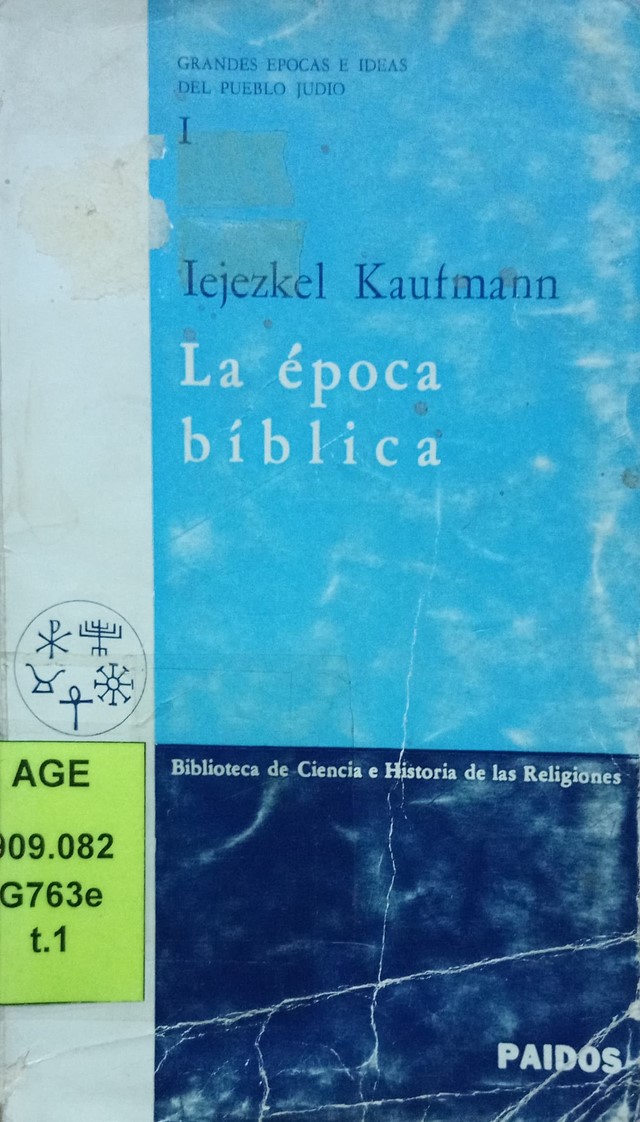 GRANDES EPOCAS E IDEAS
DEL PUEBLO JUDIO
I
Iejezkel Kaufmann
La época
bíblica
Biblioteca de Ciencia e Historia de las Religiones
AGE
909.082
G763e
t.1
PAIDOS